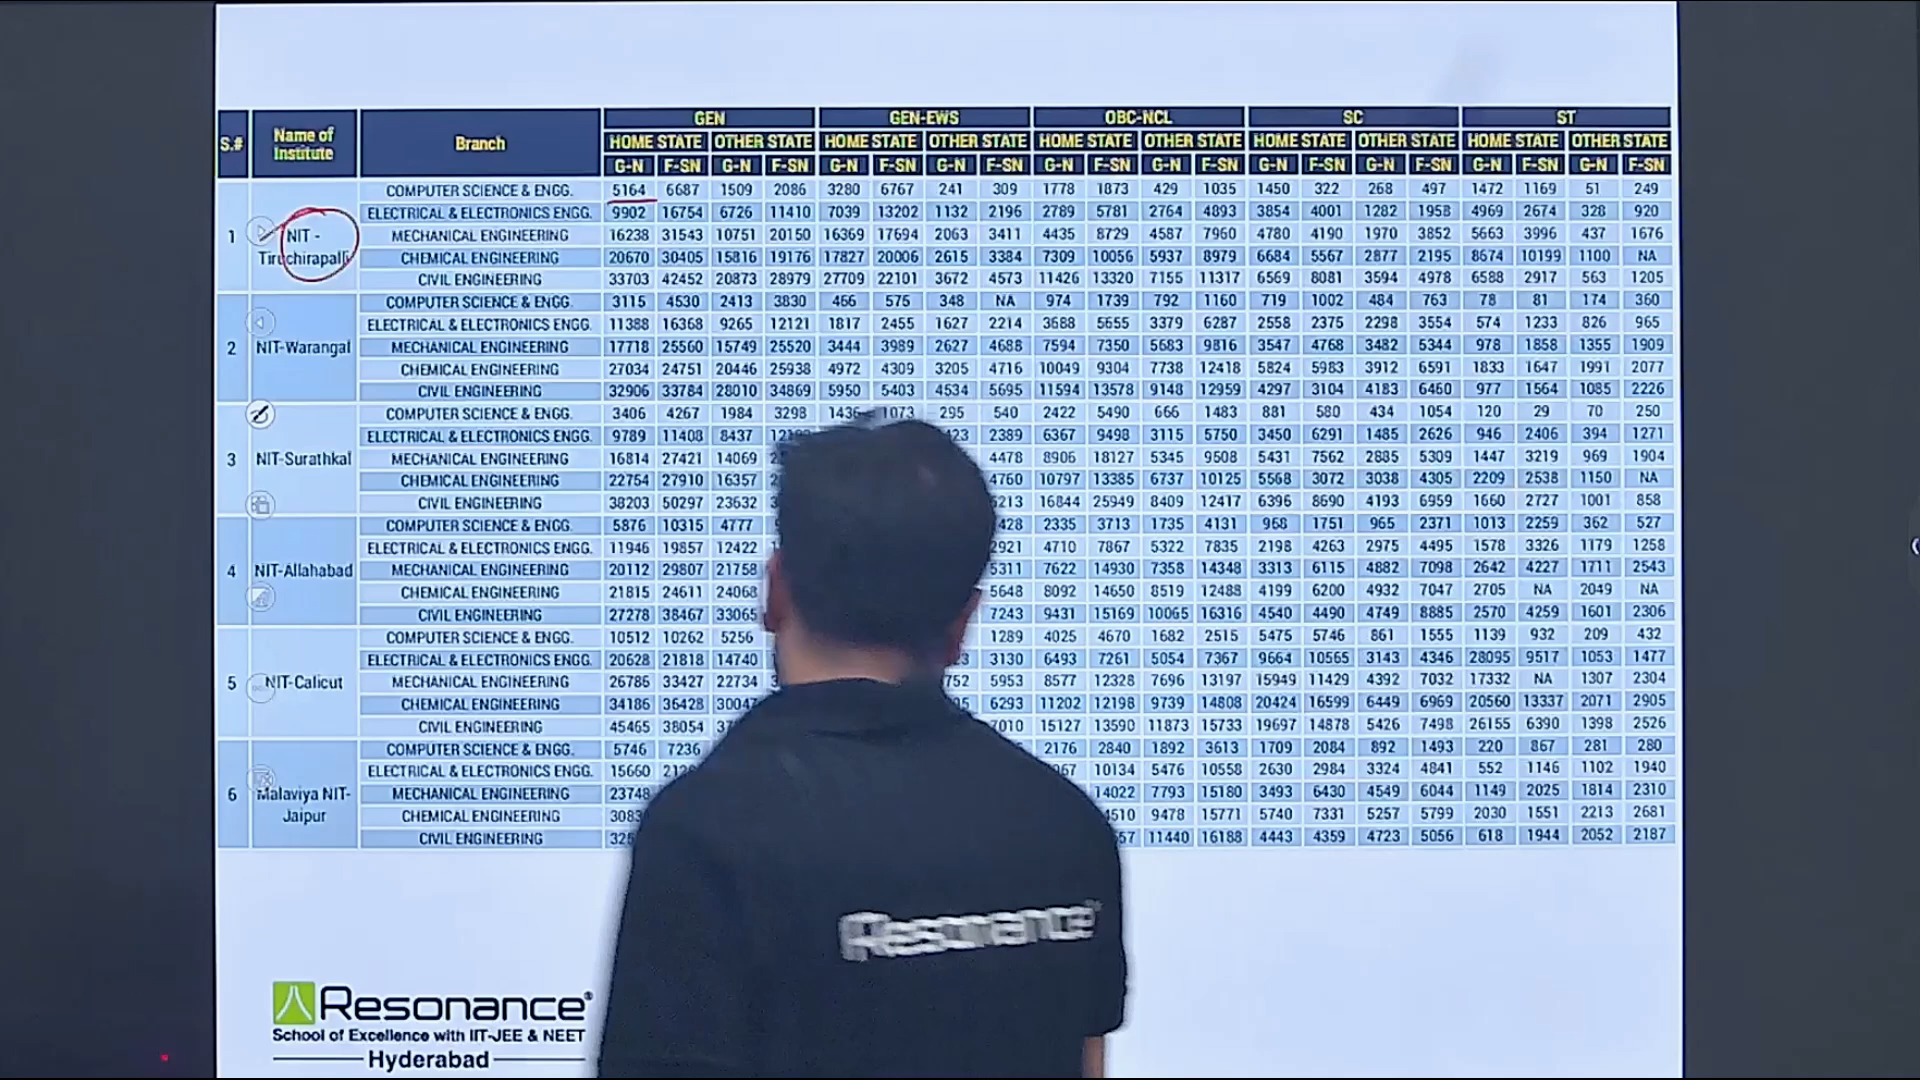 GEN GEN-EWS OBC-NCL SC ST
S.# Name of Institute Branch HOME STATE OTHER STATE HOME STATE OTHER STATE HOME STATE OTHER STATE HOME STATE OTHER STATE HOME STATE OTHER STATE
G-N F-SN G-N F-SN G-N F-SN G-N F-SN G-N F-SN G-N F-SN G-N F-SN G-N F-SN G-N F-SN G-N F-SN
1 NIT - Tiruchirapalli
COMPUTER SCIENCE & ENGG. 5164 6687 1509 2086 3280 6767 241 309 1778 1873 429 1035 1450 322 268 497 1472 1169 51 249
ELECTRICAL & ELECTRONICS ENGG. 9902 16754 6726 11410 7039 13202 1132 2196 2789 5781 2764 4893 3854 4001 1282 1958 4969 2674 328 920
MECHANICAL ENGINEERING 16238 31543 10751 20150 16369 17694 2063 3411 4435 8729 4587 7960 4780 4190 1970 3852 5663 3996 437 1676
CHEMICAL ENGINEERING 20670 30405 15816 19176 17827 20006 2615 3384 7309 10056 5937 8979 6684 5567 2877 2195 8674 10199 1100 NA
CIVIL ENGINEERING 33703 42452 20873 28979 27709 22101 3672 4573 11426 13320 7155 11317 6569 8081 3594 4978 6588 2917 563 1205
2 NIT-Warangal
COMPUTER SCIENCE & ENGG. 3115 4530 2413 3830 466 575 348 NA 974 1739 792 1160 719 1002 484 763 78 81 174 360
ELECTRICAL & ELECTRONICS ENGG. 11388 16368 9265 12121 1817 2455 1627 2214 3688 5655 3379 6287 2558 2375 2298 3554 574 1233 826 965
MECHANICAL ENGINEERING 17718 25560 15749 25520 3444 3989 2627 4688 7594 7350 5683 9816 3547 4768 3482 5344 978 1858 1355 1909
CHEMICAL ENGINEERING 27034 24751 20446 25938 4972 4309 3205 4716 10049 9304 7738 12418 5824 5983 3912 6591 1833 1647 1991 2077
CIVIL ENGINEERING 32906 33784 28010 34869 5950 5403 4534 5695 11594 13578 9148 12959 4297 3104 4183 6460 977 1564 1085 2226
3 NIT-Surathkal
COMPUTER SCIENCE & ENGG. 3406 4267 1984 3298 1436 1073 295 540 2422 5490 666 1483 881 580 434 1054 120 29 70 250
ELECTRICAL & ELECTRONICS ENGG. 9789 11408 8437 2389 6367 9498 3115 5750 3450 6291 1485 2626 946 2406 394 1271
MECHANICAL ENGINEERING 16814 27421 14069 4478 8906 18127 5345 9508 5431 7562 2885 5309 1447 3219 969 1904
CHEMICAL ENGINEERING 22754 27910 16357 4760 10797 13385 6737 10125 5568 3072 3038 4305 2209 2538 1150 NA
CIVIL ENGINEERING 38203 50297 23632 16844 25949 8409 12417 6396 8690 4193 6959 1660 2727 1001 858
4 NIT-Allahabad
COMPUTER SCIENCE & ENGG. 5876 10315 4777 2335 3713 1735 4131 968 1751 965 2371 1013 2259 362 527
ELECTRICAL & ELECTRONICS ENGG. 11946 19857 12422 2921 4710 7867 5322 7835 2198 4263 2975 4495 1578 3326 1179 1258
MECHANICAL ENGINEERING 20112 29807 21758 5311 7622 14930 7358 14348 3313 6115 4882 7098 2642 4227 1711 2543
CHEMICAL ENGINEERING 21815 24611 24068 5648 8092 14650 8519 12488 4199 6200 4932 7047 2705 NA 2049 NA
CIVIL ENGINEERING 27278 38467 33065 7243 9431 15169 10065 16316 4540 4490 4749 8885 2570 4259 1601 2306
5 NIT-Calicut
COMPUTER SCIENCE & ENGG. 10512 10262 5256 1289 4025 4670 1682 2515 5475 5746 861 1555 1139 932 209 432
ELECTRICAL & ELECTRONICS ENGG. 20628 21818 14740 3130 6493 7261 5054 7367 9664 10565 3143 4346 28095 9517 1053 1477
MECHANICAL ENGINEERING 26786 33427 22734 5953 8577 12328 7696 13197 15949 11429 4392 7032 17332 NA 1307 2304
CHEMICAL ENGINEERING 34186 36428 30047 6293 11202 12198 9739 14808 20424 16599 6449 6969 20560 13337 2071 2905
CIVIL ENGINEERING 45465 38054 7010 15127 13590 11873 15733 19697 14878 5426 7498 26155 6390 1398 2526
6 Malaviya NIT-Jaipur
COMPUTER SCIENCE & ENGG. 5746 7236 2176 2840 1892 3613 1709 2084 892 1493 220 867 281 280
ELECTRICAL & ELECTRONICS ENGG. 15660 10134 5476 10558 2630 2984 3324 4841 552 1146 1102 1940
MECHANICAL ENGINEERING 23748 14022 7793 15180 3493 6430 4549 6044 1149 2025 1814 2310
CHEMICAL ENGINEERING 9478 15771 5740 7331 5257 5799 2030 1551 2213 2681
CIVIL ENGINEERING 11440 16188 4443 4359 4723 5056 618 1944 2052 2187
Resonance
Resonance
School of Excellence with IIT-JEE & NEET
Hyderabad